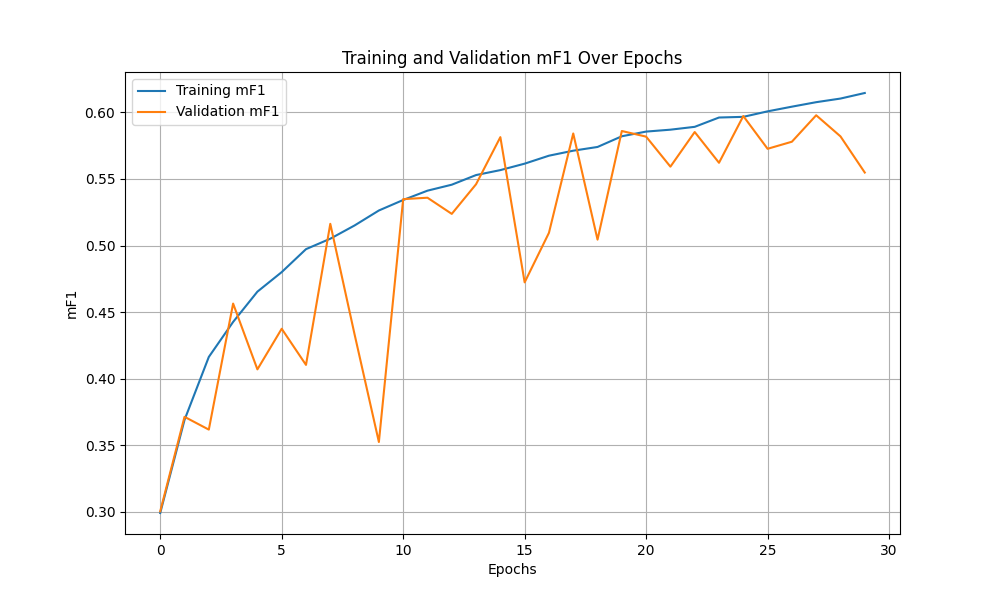 Training and Validation mF1 Over Epochs
Training mF1
Validation mF1
mF1
0.60
0.55
0.50
0.45
0.40
0.35
0.30
0 5 10 15 20 25 30
Epochs